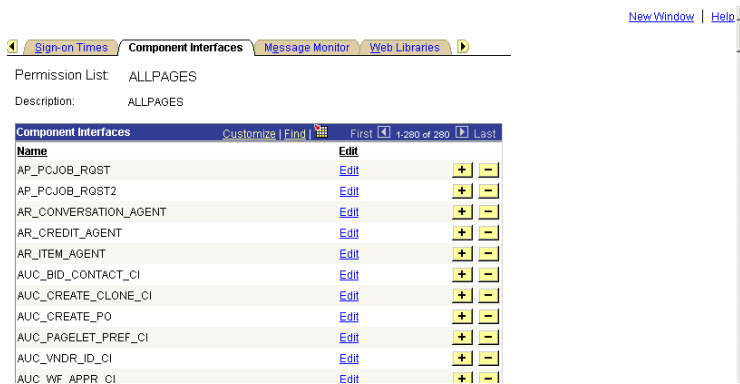 New Window | Help
Sign-on Times Component Interfaces Message Monitor Web Libraries
Permission List: ALLPAGES
Description: ALLPAGES
Component Interfaces Customize | Find | First 1-280 of 280 Last
Name Edit
AP_PCJOB_RQST Edit + -
AP_PCJOB_RQST2 Edit + -
AR_CONVERSATION_AGENT Edit + -
AR_CREDIT_AGENT Edit + -
AR_ITEM_AGENT Edit + -
AUC_BID_CONTACT_CI Edit + -
AUC_CREATE_CLONE_CI Edit + -
AUC_CREATE_PO Edit + -
AUC_PAGELET_PREF_CI Edit + -
AUC_VNDR_ID_CI Edit + -
AUC_WF_APPR_CI Edit + -